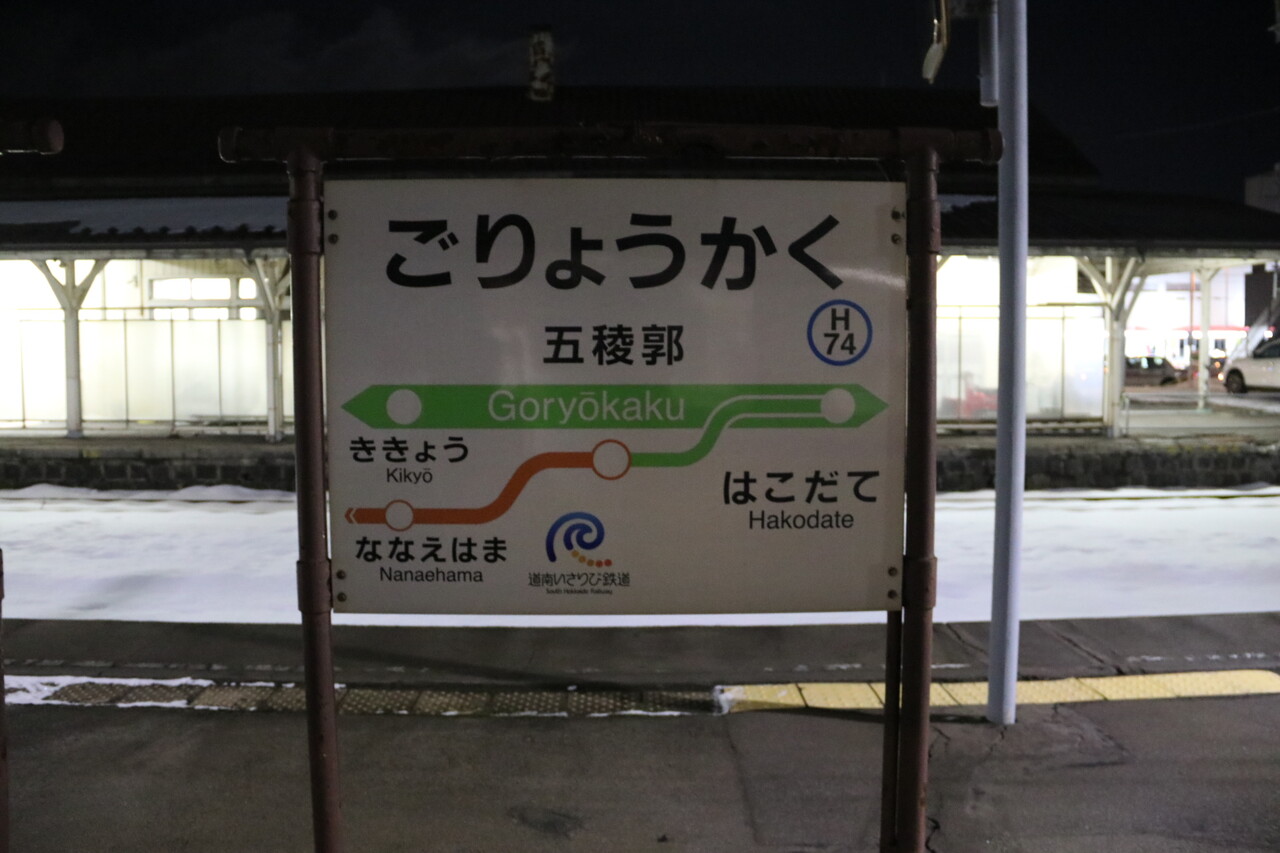 ごりょうかく
五稜郭
H
74
Goryōkaku
ききょう
Kikyō
はこだて
Hakodate
ななえはま
Nanaehama
道南いさりび鉄道
South Hokkaido Railway